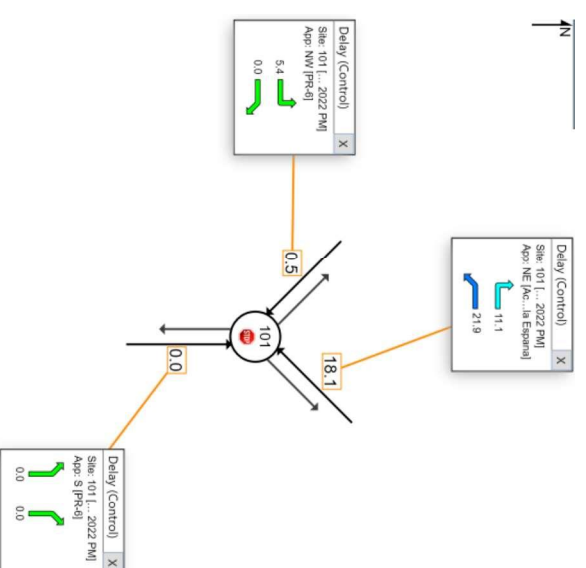 N
Delay (Control)
X
Site: 101 [... 2022 PM]
App: NW [PR-6]
5.4
0.0
Delay (Control)
X
Site: 101 [... 2022 PM]
App: NE [Ac...la Espana]
11.1
21.9
0.5
18.1
101
STOP
0.0
Delay (Control)
X
Site: 101 [... 2022 PM]
App: S [PR-6]
0.0
0.0